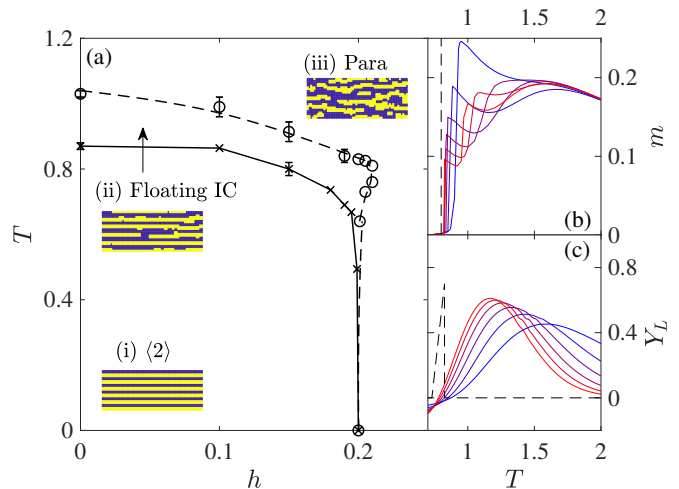 (a)
(iii) Para
(ii) Floating IC
(i) ⟨2⟩
1.2
0.8
0.4
0
T
0 0.1 0.2
h
1 1.5 2
0.2
0.1
0
m
(b)
(c)
0.8
0.4
0
Y_L
1 1.5 2
T